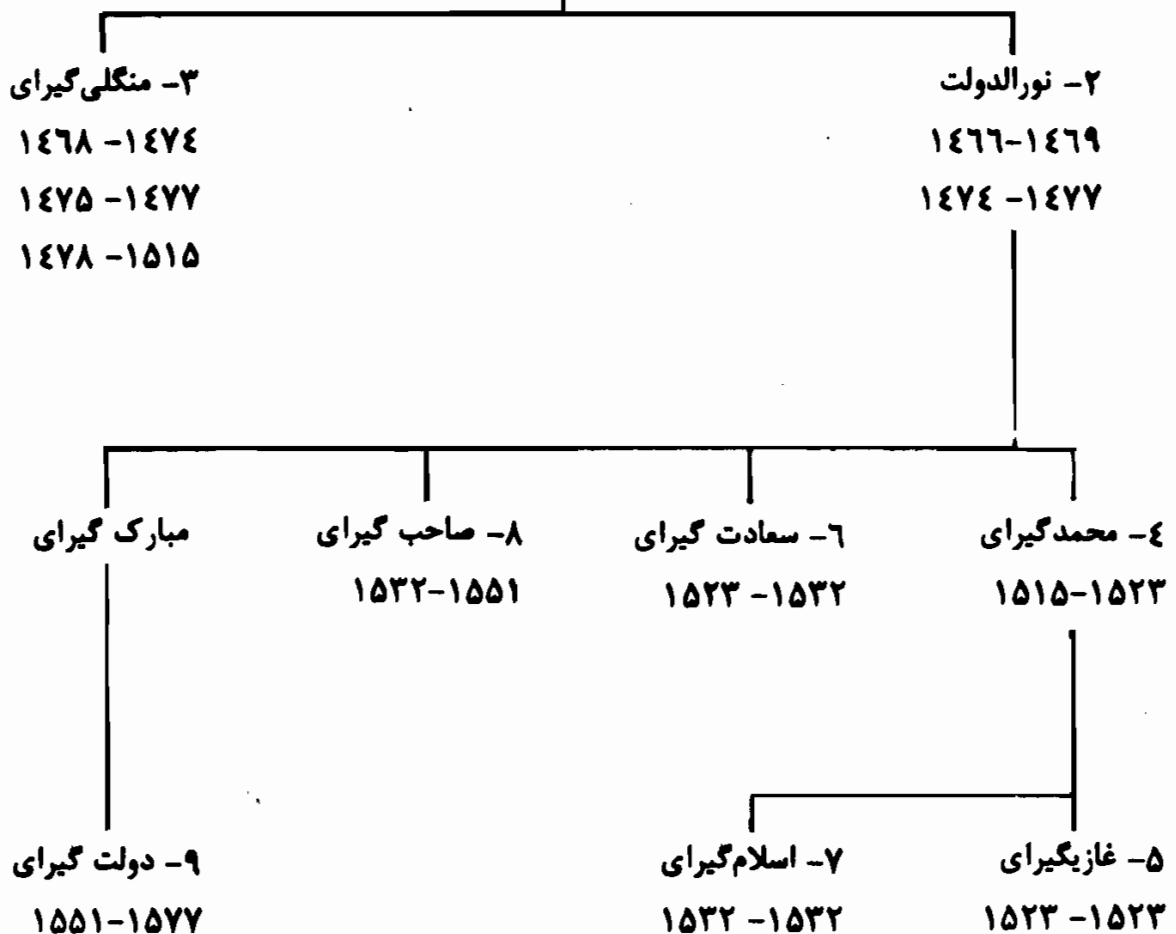 ۲- نورالدولت
۱٤٦٦-۱٤٦۹
۱٤۷٤ -۱٤۷۷
۳- منگلی‌گیرای
۱٤٦۸ -۱٤۷٤
۱٤۷۵ -۱٤۷۷
۱٤۷۸ -۱۵۱۵
٤- محمدگیرای
۱۵۱۵-۱۵۲۳
٦- سعادت گیرای
۱۵۲۳ -۱۵۳۲
۸- صاحب گیرای
۱۵۳۲-۱۵۵۱
مبارک گیرای
۵- غازیگیرای
۱۵۲۳ -۱۵۲۳
۷- اسلام‌گیرای
۱۵۳۲ -۱۵۳۲
۹- دولت گیرای
۱۵۵۱-۱۵۷۷